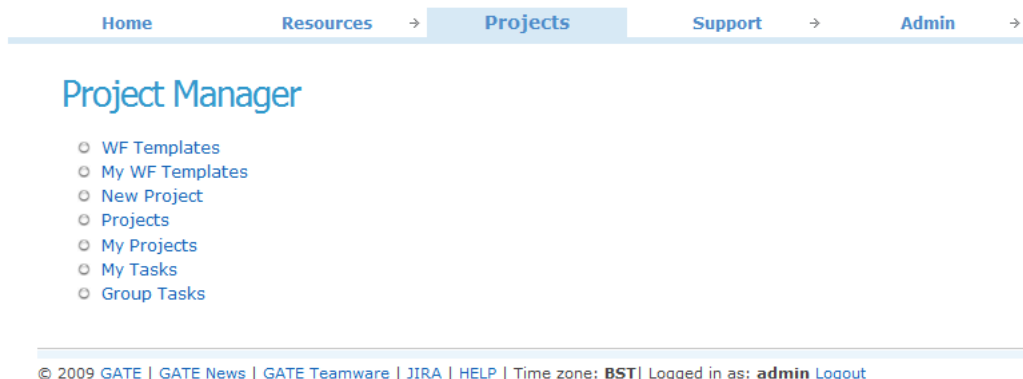 Home Resources → Projects Support → Admin →
Project Manager
WF Templates
My WF Templates
New Project
Projects
My Projects
My Tasks
Group Tasks
© 2009 GATE | GATE News | GATE Teamware | JIRA | HELP | Time zone: BST| Logged in as: admin Logout